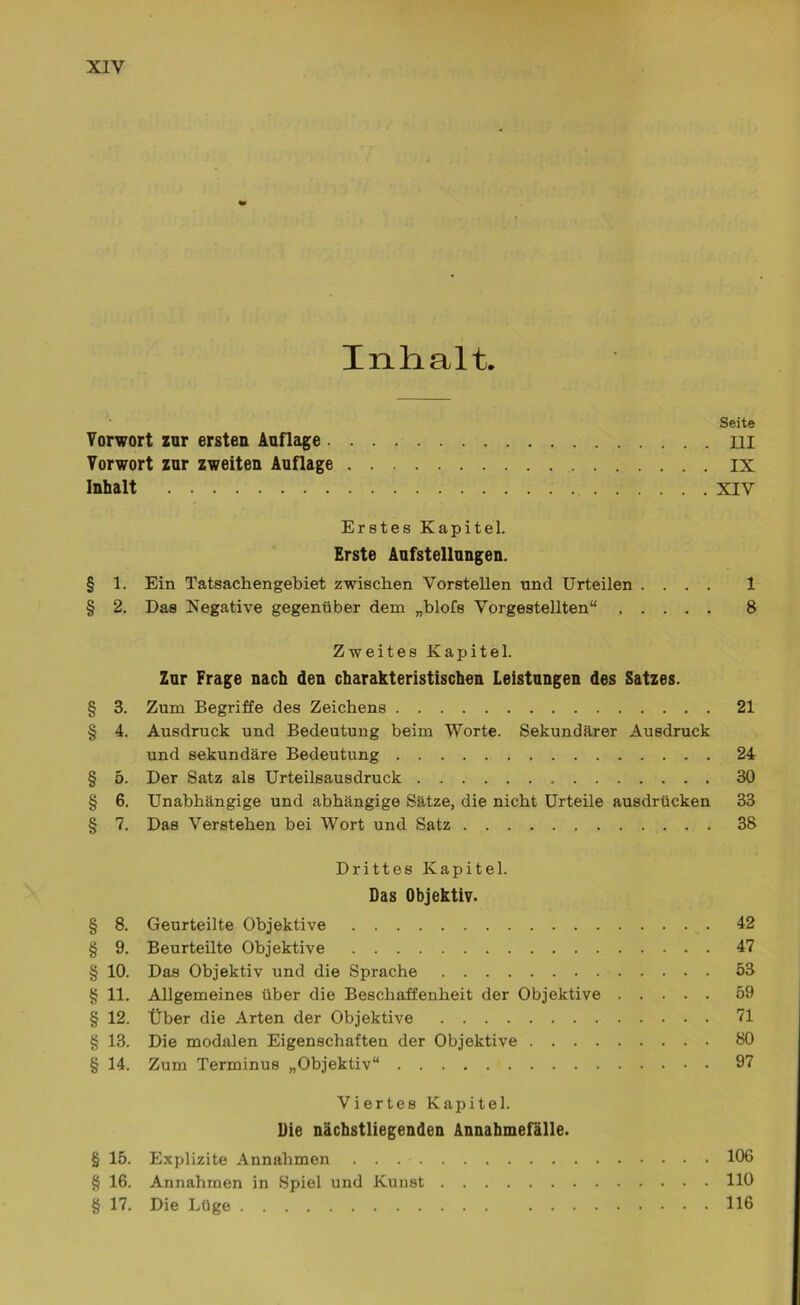 XIV
Inhalt.
Seite
Vorwort zur ersten Auflage . . . . . . . . . . . . . . . . . . III
Vorwort zur zweiten Auflage . . . . . . . . . . . . . . . . . IX
Inhalt . . . . . . . . . . . . . . . . . . . . . . . . . XIV
Erstes Kapitel.
Erste Aufstellungen.
§ 1. Ein Tatsachengebiet zwischen Vorstellen und Urteilen . . . . 1
§ 2. Das Negative gegenüber dem „blofs Vorgestellten“ . . . . . 8
Zweites Kapitel.
Zur Frage nach den charakteristischen Leistungen des Satzes.
§ 3. Zum Begriffe des Zeichens . . . . . . . . . . . . . . . 21
§ 4. Ausdruck und Bedeutung beim Worte. Sekundärer Ausdruck
und sekundäre Bedeutung . . . . . . . . . . . . . . . 24
§ 5. Der Satz als Urteilsausdruck . . . . . . . . . . . . . . 30
§ 6. Unabhängige und abhängige Sätze, die nicht Urteile ausdrücken 33
§ 7. Das Verstehen bei Wort und Satz . . . . . . . . . . . . 38
Drittes Kapitel.
Das Objektiv.
§ 8. Geurteilte Objektive . . . . . . . . . . . . . . . . . 42
§ 9. Beurteilte Objektive . . . . . . . . . . . . . . . . . 47
§ 10. Das Objektiv und die Sprache . . . . . . . . . . . . . 53
§ 11. Allgemeines über die Beschaffenheit der Objektive . . . . . 59
§ 12. Über die Arten der Objektive . . . . . . . . . . . . . 71
§ 13. Die modalen Eigenschaften der Objektive . . . . . . . . . 80
§ 14. Zum Terminus „Objektiv“ . . . . . . . . . . . . . . . 97
Viertes Kapitel.
Die nächstliegenden Annahmefälle.
§ 15. Explizite Annahmen . . . . . . . . . . . . . . . . . 106
§ 16. Annahmen in Spiel und Kunst . . . . . . . . . . . . . 110
§ 17. Die Lüge . . . . . . . . . . . . . . . . . . . . . 116